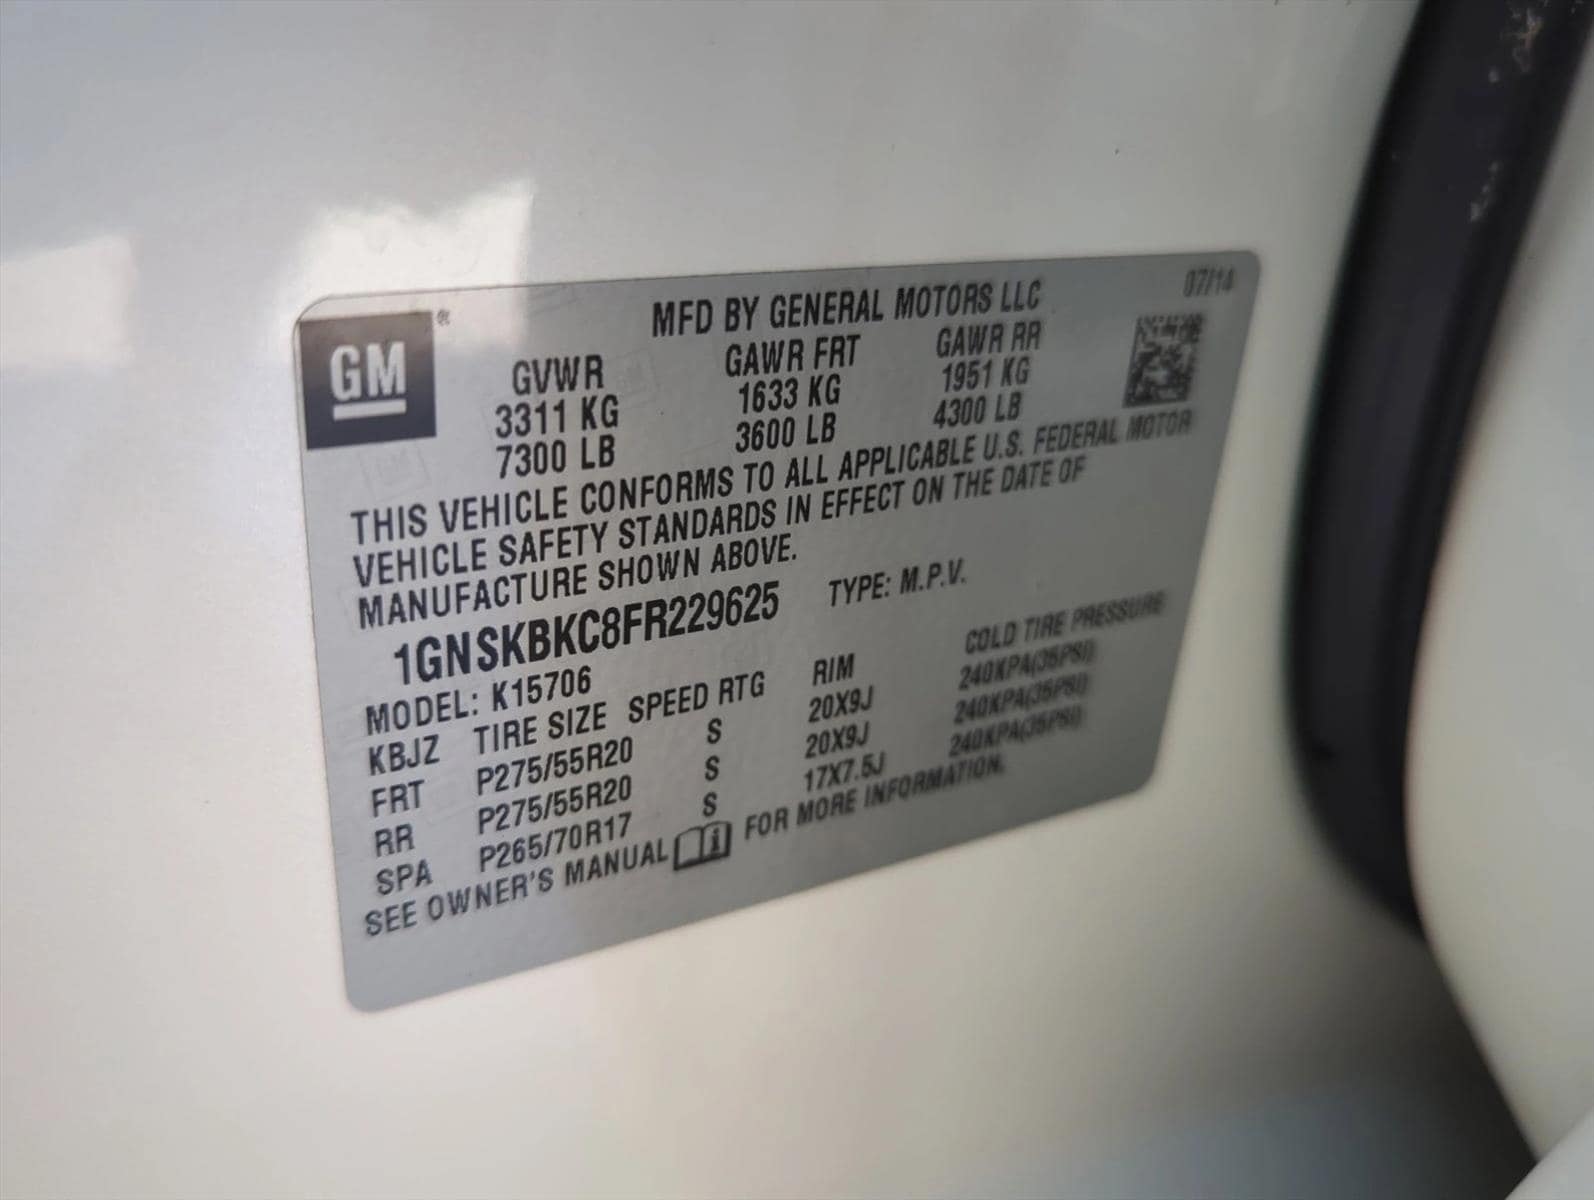 07/14
GM
MFD BY GENERAL MOTORS LLC
GVWR GAWR FRT GAWR RR
3311 KG 1633 KG 1951 KG
7300 LB 3600 LB 4300 LB
THIS VEHICLE CONFORMS TO ALL APPLICABLE U.S. FEDERAL MOTOR
VEHICLE SAFETY STANDARDS IN EFFECT ON THE DATE OF
MANUFACTURE SHOWN ABOVE.
1GNSKBKC8FR229625 TYPE: M.P.V.
MODEL: K15706
KBJZ TIRE SIZE SPEED RTG RIM COLD TIRE PRESSURE
FRT P275/55R20 S 20X9J 240KPA(35PSI)
RR P275/55R20 S 20X9J 240KPA(35PSI)
SPA P265/70R17 S 17X7.5J 240KPA(35PSI)
SEE OWNER'S MANUAL FOR MORE INFORMATION.